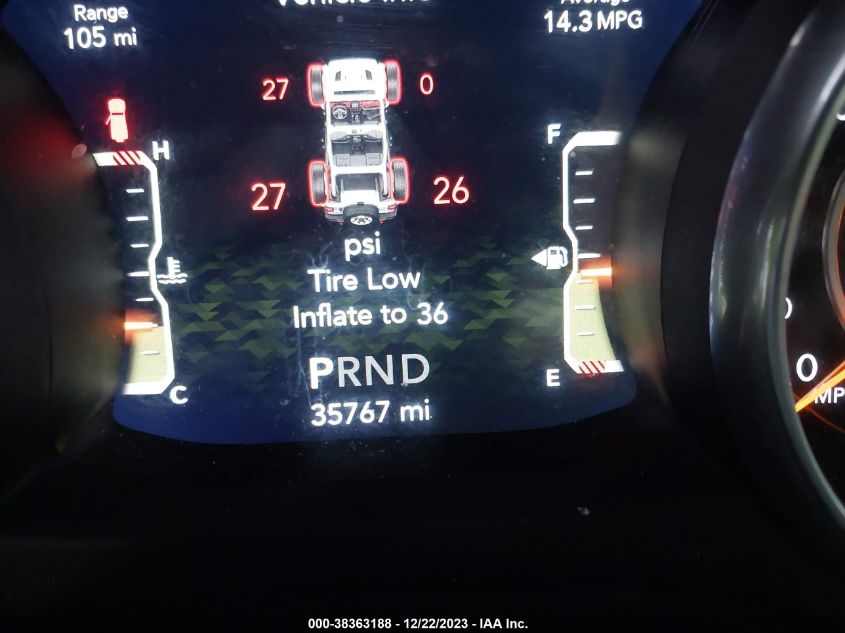 Range
105 mi
Average
14.3 MPG
27 0
27 26
psi
Tire Low
Inflate to 36
H
C
F
E
PRND
35767 mi
0
000-38363188 - 12/22/2023 - IAA Inc.